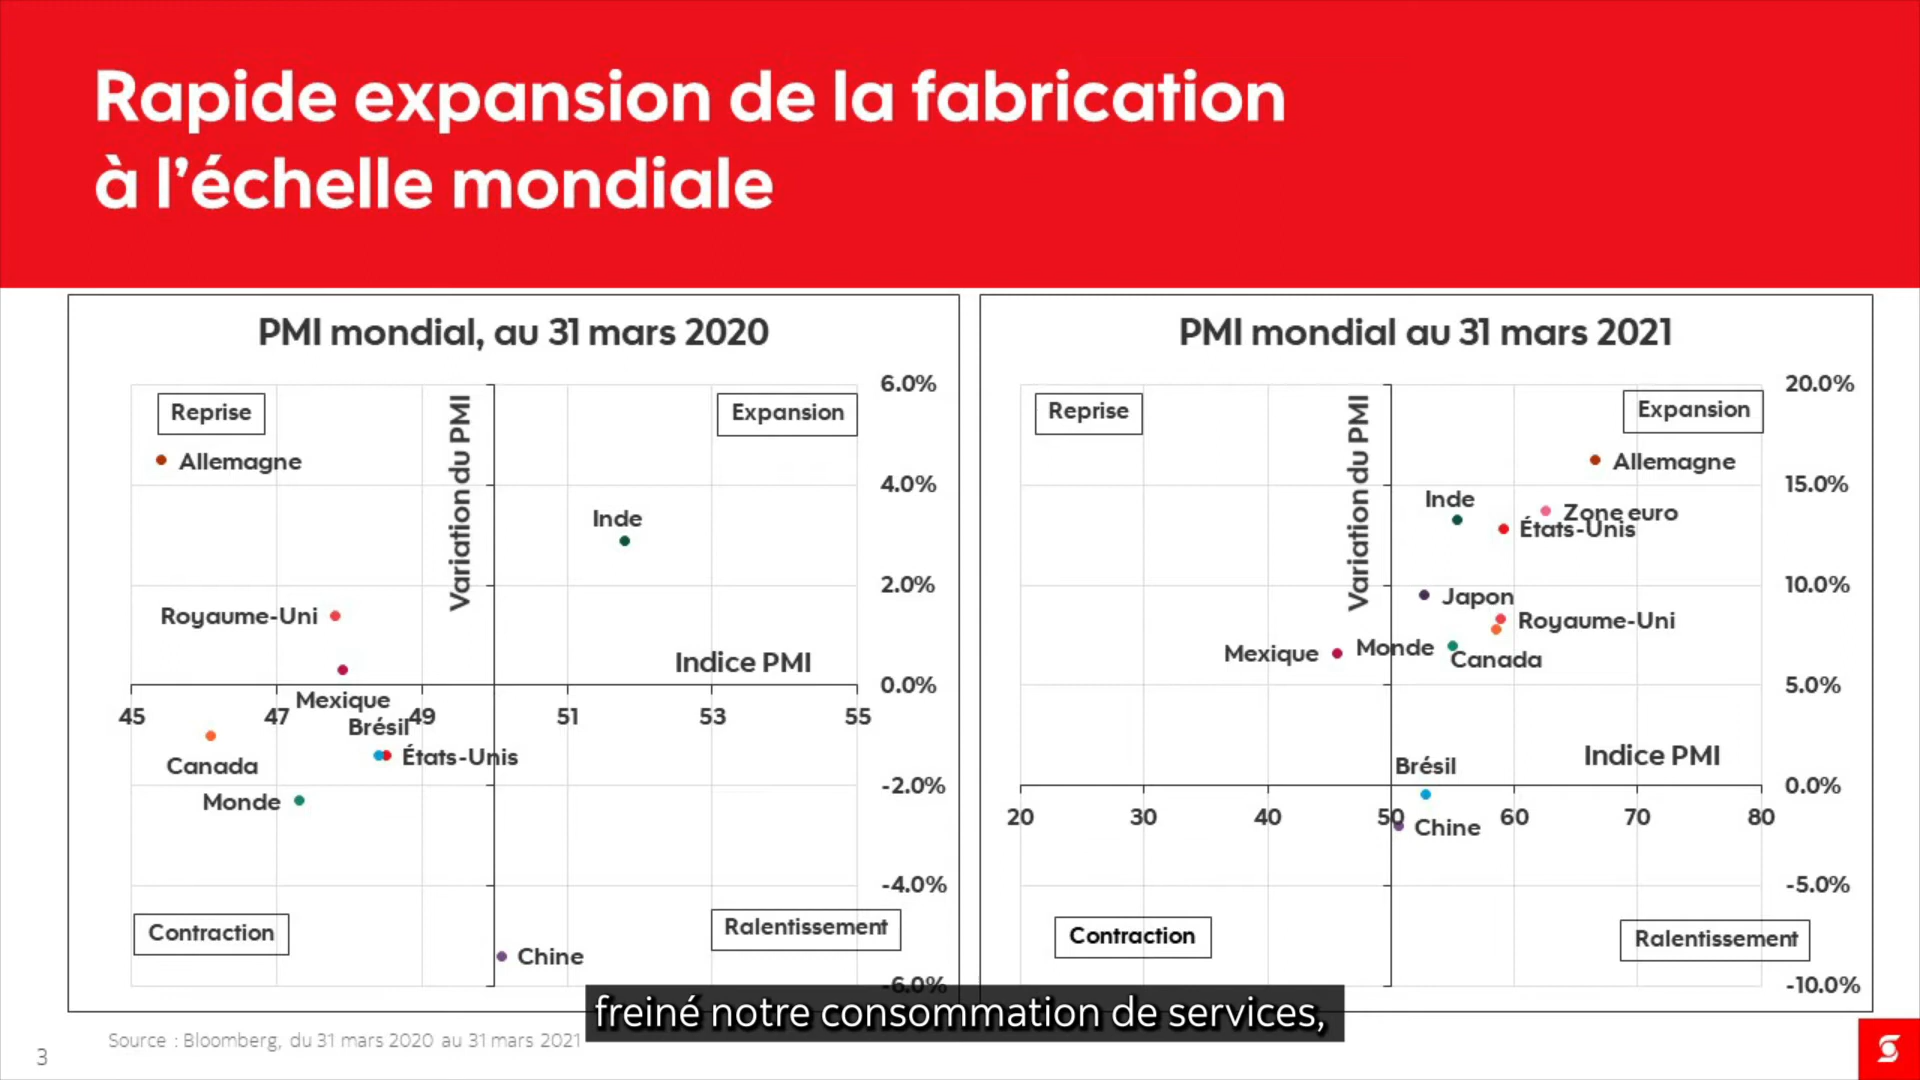 Rapide expansion de la fabrication
à l'échelle mondiale
PMI mondial, au 31 mars 2020
6.0%
Reprise
Expansion
Variation du PMI
Allemagne
4.0%
Inde
2.0%
Royaume-Uni
Indice PMI
0.0%
Mexique
45
47
49
51
53
55
Brésil
États-Unis
Canada
-2.0%
Monde
-4.0%
Contraction
Ralentissement
Chine
-6.0%
PMI mondial au 31 mars 2021
20.0%
Reprise
Expansion
Variation du PMI
Allemagne
15.0%
Inde
Zone euro
États-Unis
10.0%
Japon
Royaume-Uni
Mexique
Monde
Canada
5.0%
Indice PMI
Brésil
0.0%
20
30
40
50
60
70
80
Chine
-5.0%
Contraction
Ralentissement
-10.0%
freiné notre consommation de services,
Source : Bloomberg, du 31 mars 2020 au 31 mars 2021
3